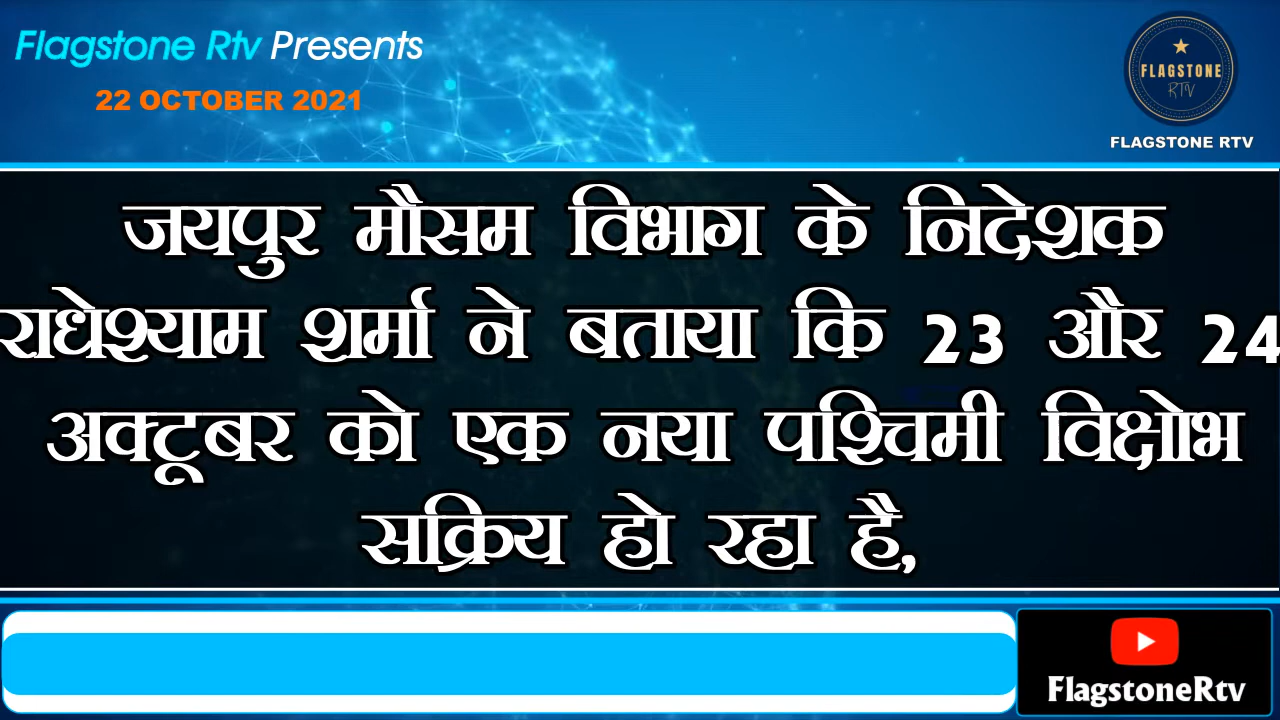 Flagstone Rtv Presents
22 OCTOBER 2021
FLAGSTONE
RTV
FLAGSTONE RTV
जयपुर मौसम विभाग के निदेशक
राधेश्याम शर्मा ने बताया कि 23 और 24
अक्टूबर को एक नया पश्चिमी विक्षोभ
सक्रिय हो रहा है,
FlagstoneRtv